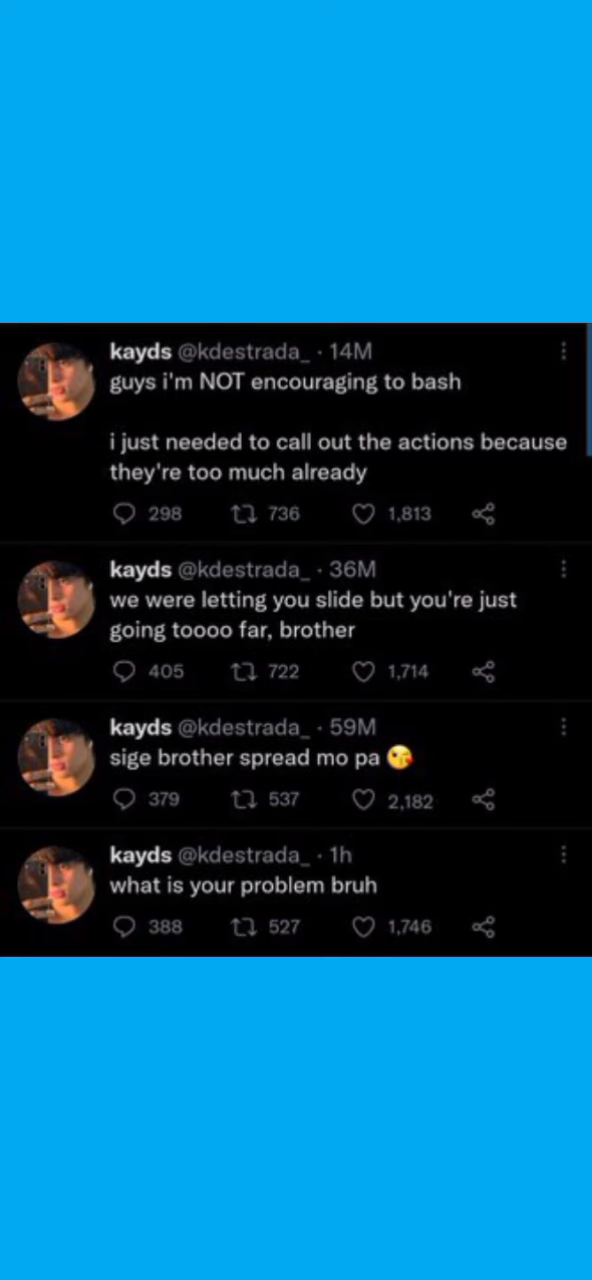 kayds @kdestrada_ · 14M
guys i'm NOT encouraging to bash
i just needed to call out the actions because
they're too much already
298 736 1,813
kayds @kdestrada_ · 36M
we were letting you slide but you're just
going toooo far, brother
405 722 1,714
kayds @kdestrada_ · 59M
sige brother spread mo pa 😘
379 537 2,182
kayds @kdestrada_ · 1h
what is your problem bruh
388 527 1,746